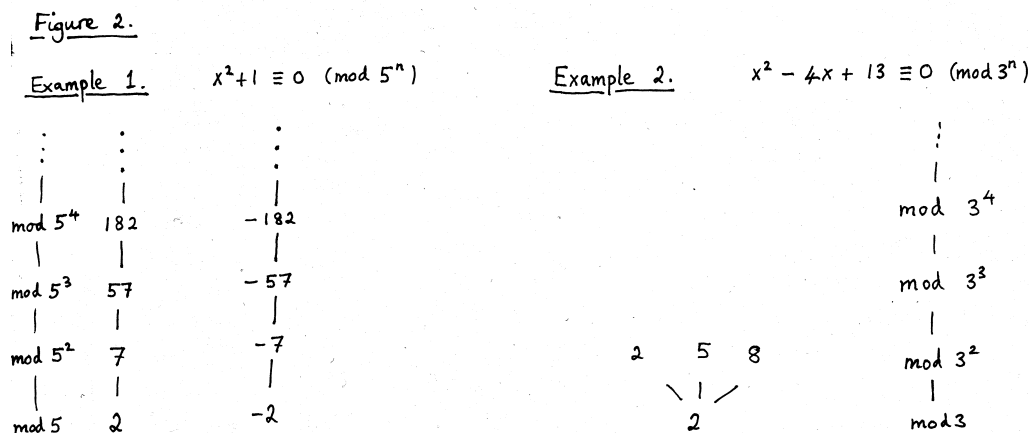 Figure 2.
Example 1. x²+1 ≡ 0 (mod 5ⁿ)
Example 2. x² - 4x + 13 ≡ 0 (mod 3ⁿ)
mod 5⁴ 182 -182
mod 3⁴
mod 5³ 57 -57
mod 3³
mod 5² 7 -7
2 5 8 mod 3²
mod 5 2 -2
2 mod 3